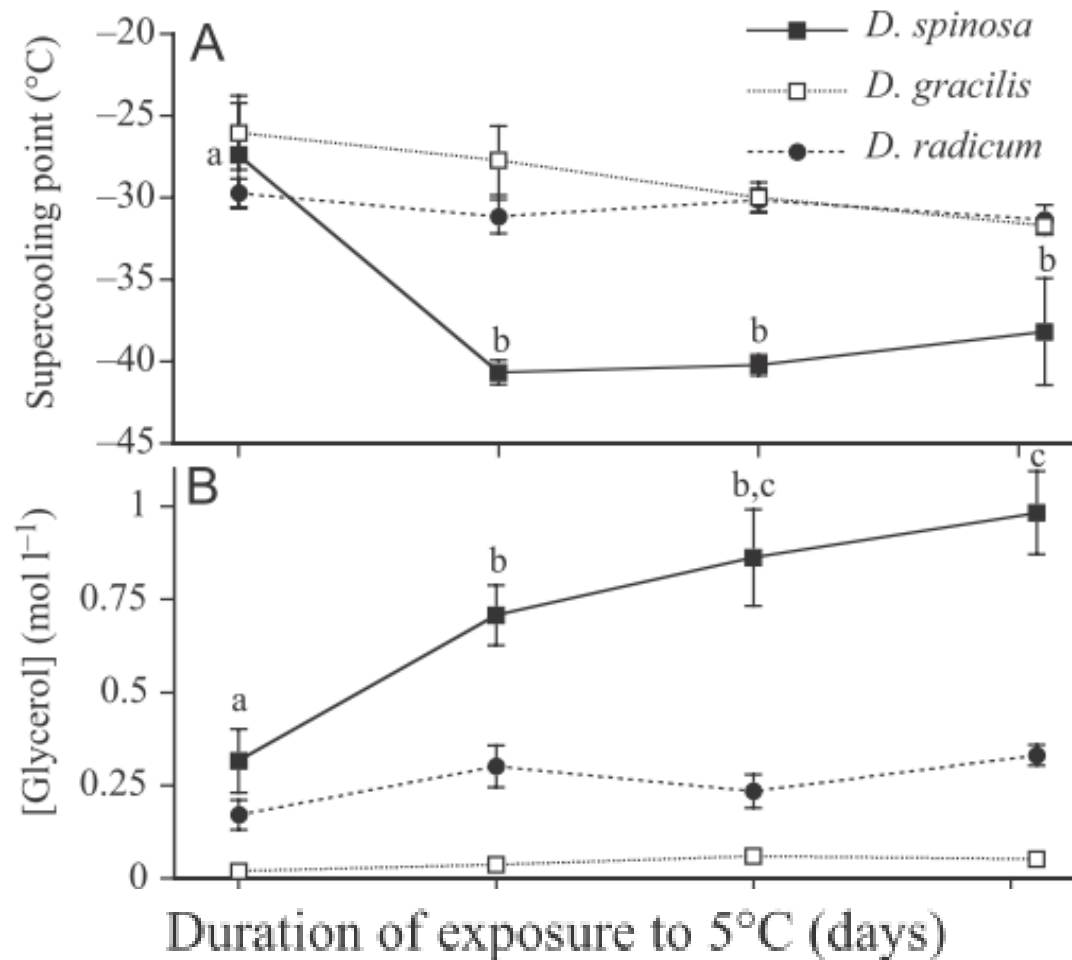 A
D. spinosa
D. gracilis
D. radicum
Supercooling point (°C)
–20
–25
–30
–35
–40
–45
a
b
b
b
B
[Glycerol] (mol l–1)
1
0.75
0.5
0.25
0
a
b
b,c
c
Duration of exposure to 5°C (days)